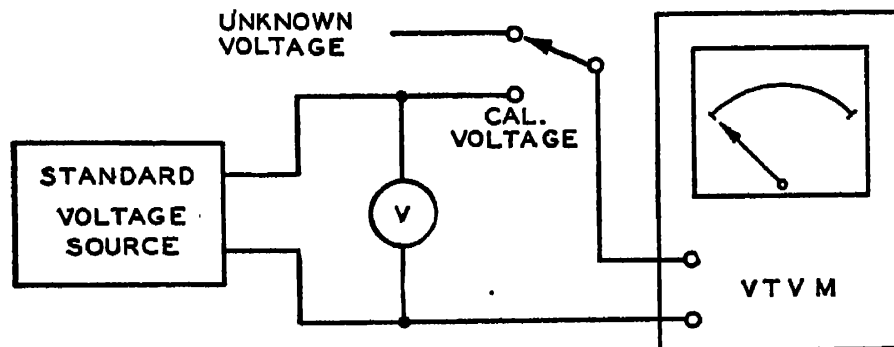 UNKNOWN
VOLTAGE
CAL.
VOLTAGE
STANDARD
VOLTAGE
SOURCE
V
VTVM